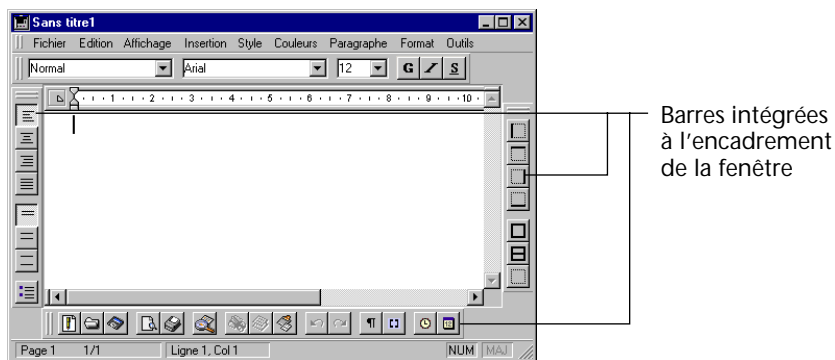 Sans titre1
Fichier Edition Affichage Insertion Style Couleurs Paragraphe Format Outils
Normal Arial 12 G I S
1 2 3 4 5 6 7 8 9 10
Barres intégrées
à l'encadrement
de la fenêtre
Page 1 1/1 Ligne 1, Col 1 NUM MAJ